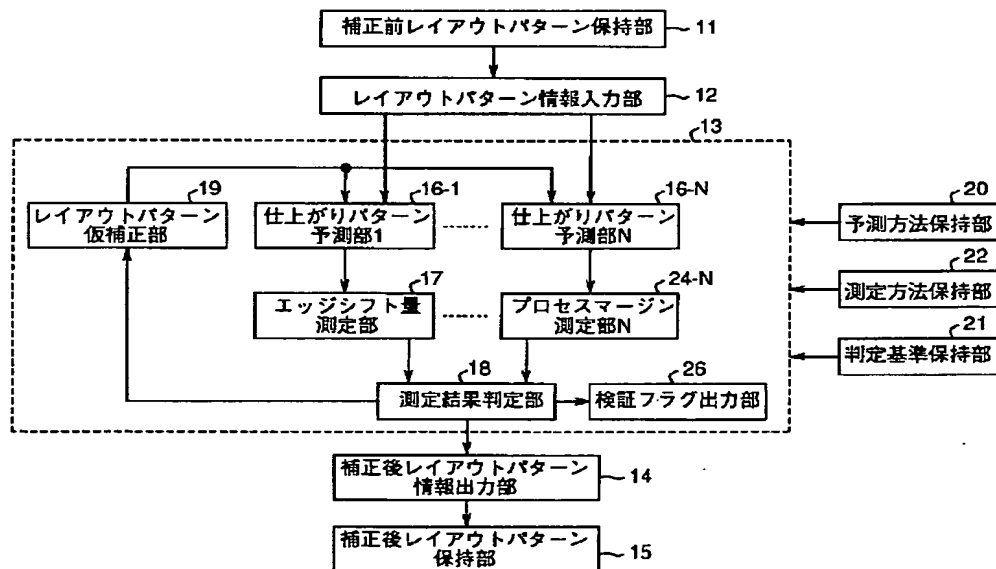 補正前レイアウトパターン保持部
11
レイアウトパターン情報入力部
12
13
19
レイアウトパターン
仮補正部
16-1
仕上がりパターン
予測部1
16-N
仕上がりパターン
予測部N
20
予測方法保持部
17
エッジシフト量
測定部
24-N
プロセスマージン
測定部N
22
測定方法保持部
21
判定基準保持部
18
測定結果判定部
26
検証フラグ出力部
補正後レイアウトパターン
情報出力部
14
補正後レイアウトパターン
保持部
15